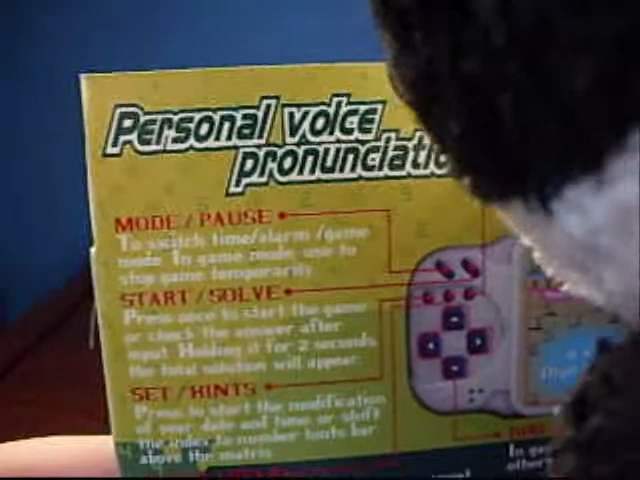 Personal voice
pronunciatio
MODE / PAUSE
To switch time/alarm /game
mode. In game mode, use to
stop game temporarily
START / SOLVE
Press once to start the game
or check the answer after
input. Holding it for 2 seconds
the total solution will appear.
SET / HINTS
Press to start the modification
of your date and time or shift
the index to number hints bar
above the matrix